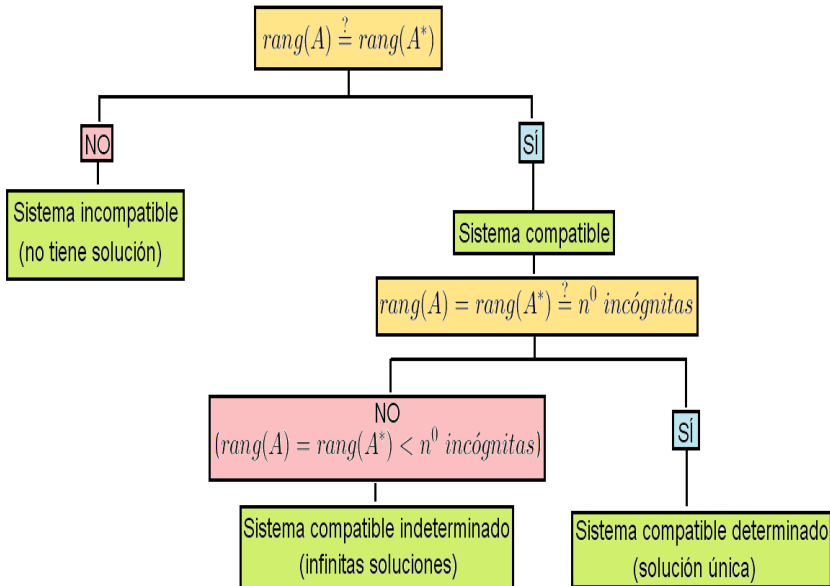 rang(A) ≟ rang(A*)
NO
SÍ
Sistema incompatible
(no tiene solución)
Sistema compatible
rang(A) = rang(A*) ≟ n⁰ incógnitas
NO
(rang(A) = rang(A*) < n⁰ incógnitas)
SÍ
Sistema compatible indeterminado
(infinitas soluciones)
Sistema compatible determinado
(solución única)